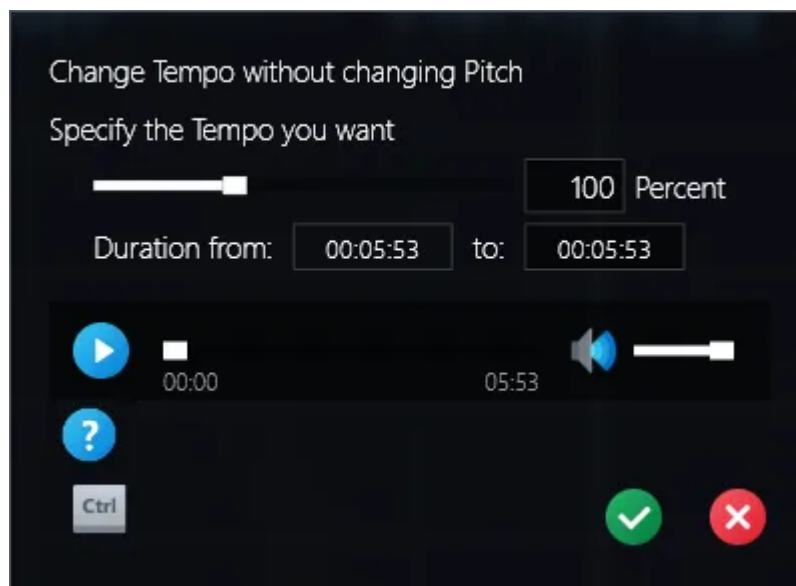 Change Tempo without changing Pitch
Specify the Tempo you want
100 Percent
Duration from: 00:05:53 to: 00:05:53
00:00 05:53
?
Ctrl